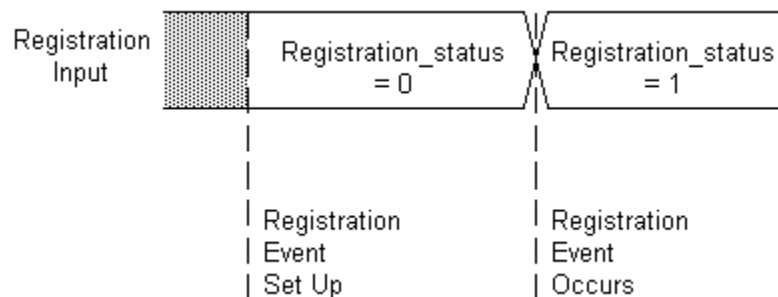 Registration
Input
Registration_status
= 0
Registration_status
= 1
Registration
Event
Set Up
Registration
Event
Occurs